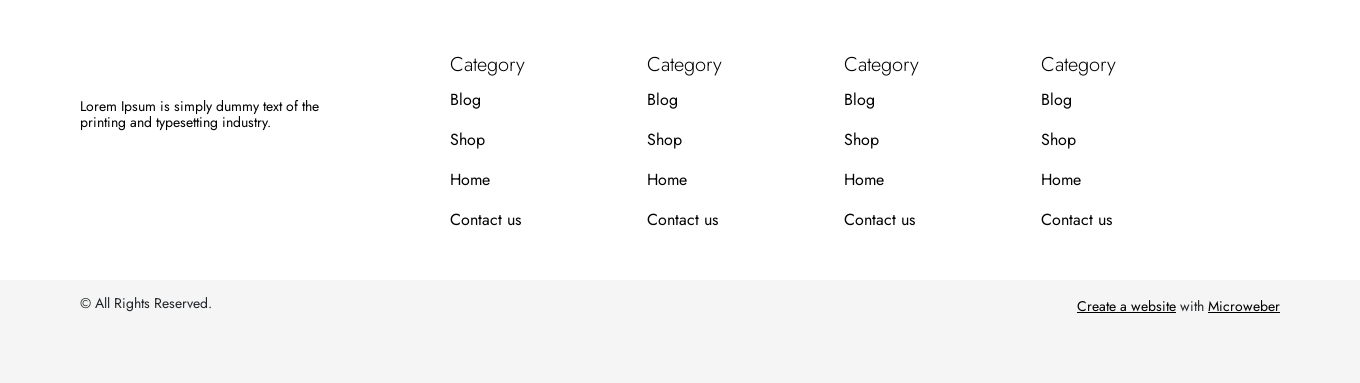 Lorem Ipsum is simply dummy text of the
printing and typesetting industry.
Category
Blog
Shop
Home
Contact us
Category
Blog
Shop
Home
Contact us
Category
Blog
Shop
Home
Contact us
Category
Blog
Shop
Home
Contact us
© All Rights Reserved.
Create a website with Microweber